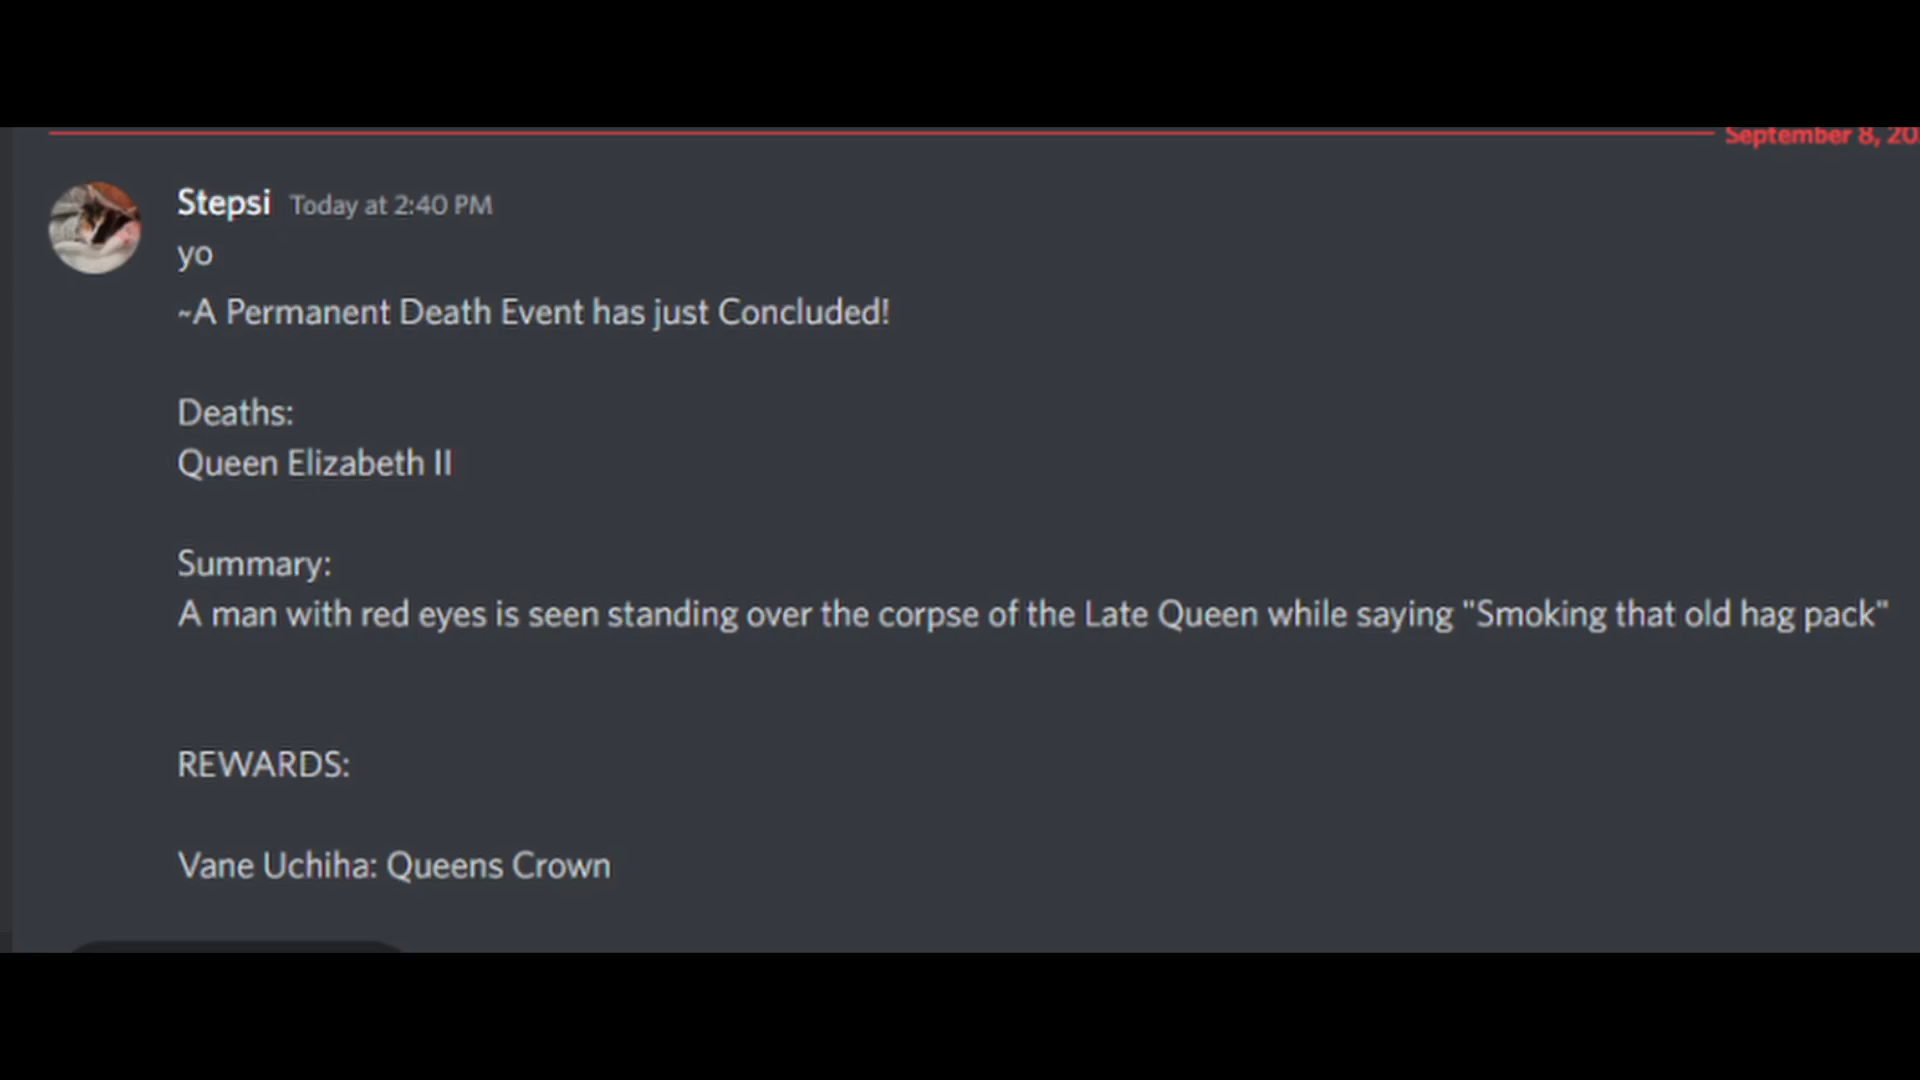 September 8, 20
Stepsi Today at 2:40 PM
yo
~A Permanent Death Event has just Concluded!
Deaths:
Queen Elizabeth II
Summary:
A man with red eyes is seen standing over the corpse of the Late Queen while saying "Smoking that old hag pack"
REWARDS:
Vane Uchiha: Queens Crown